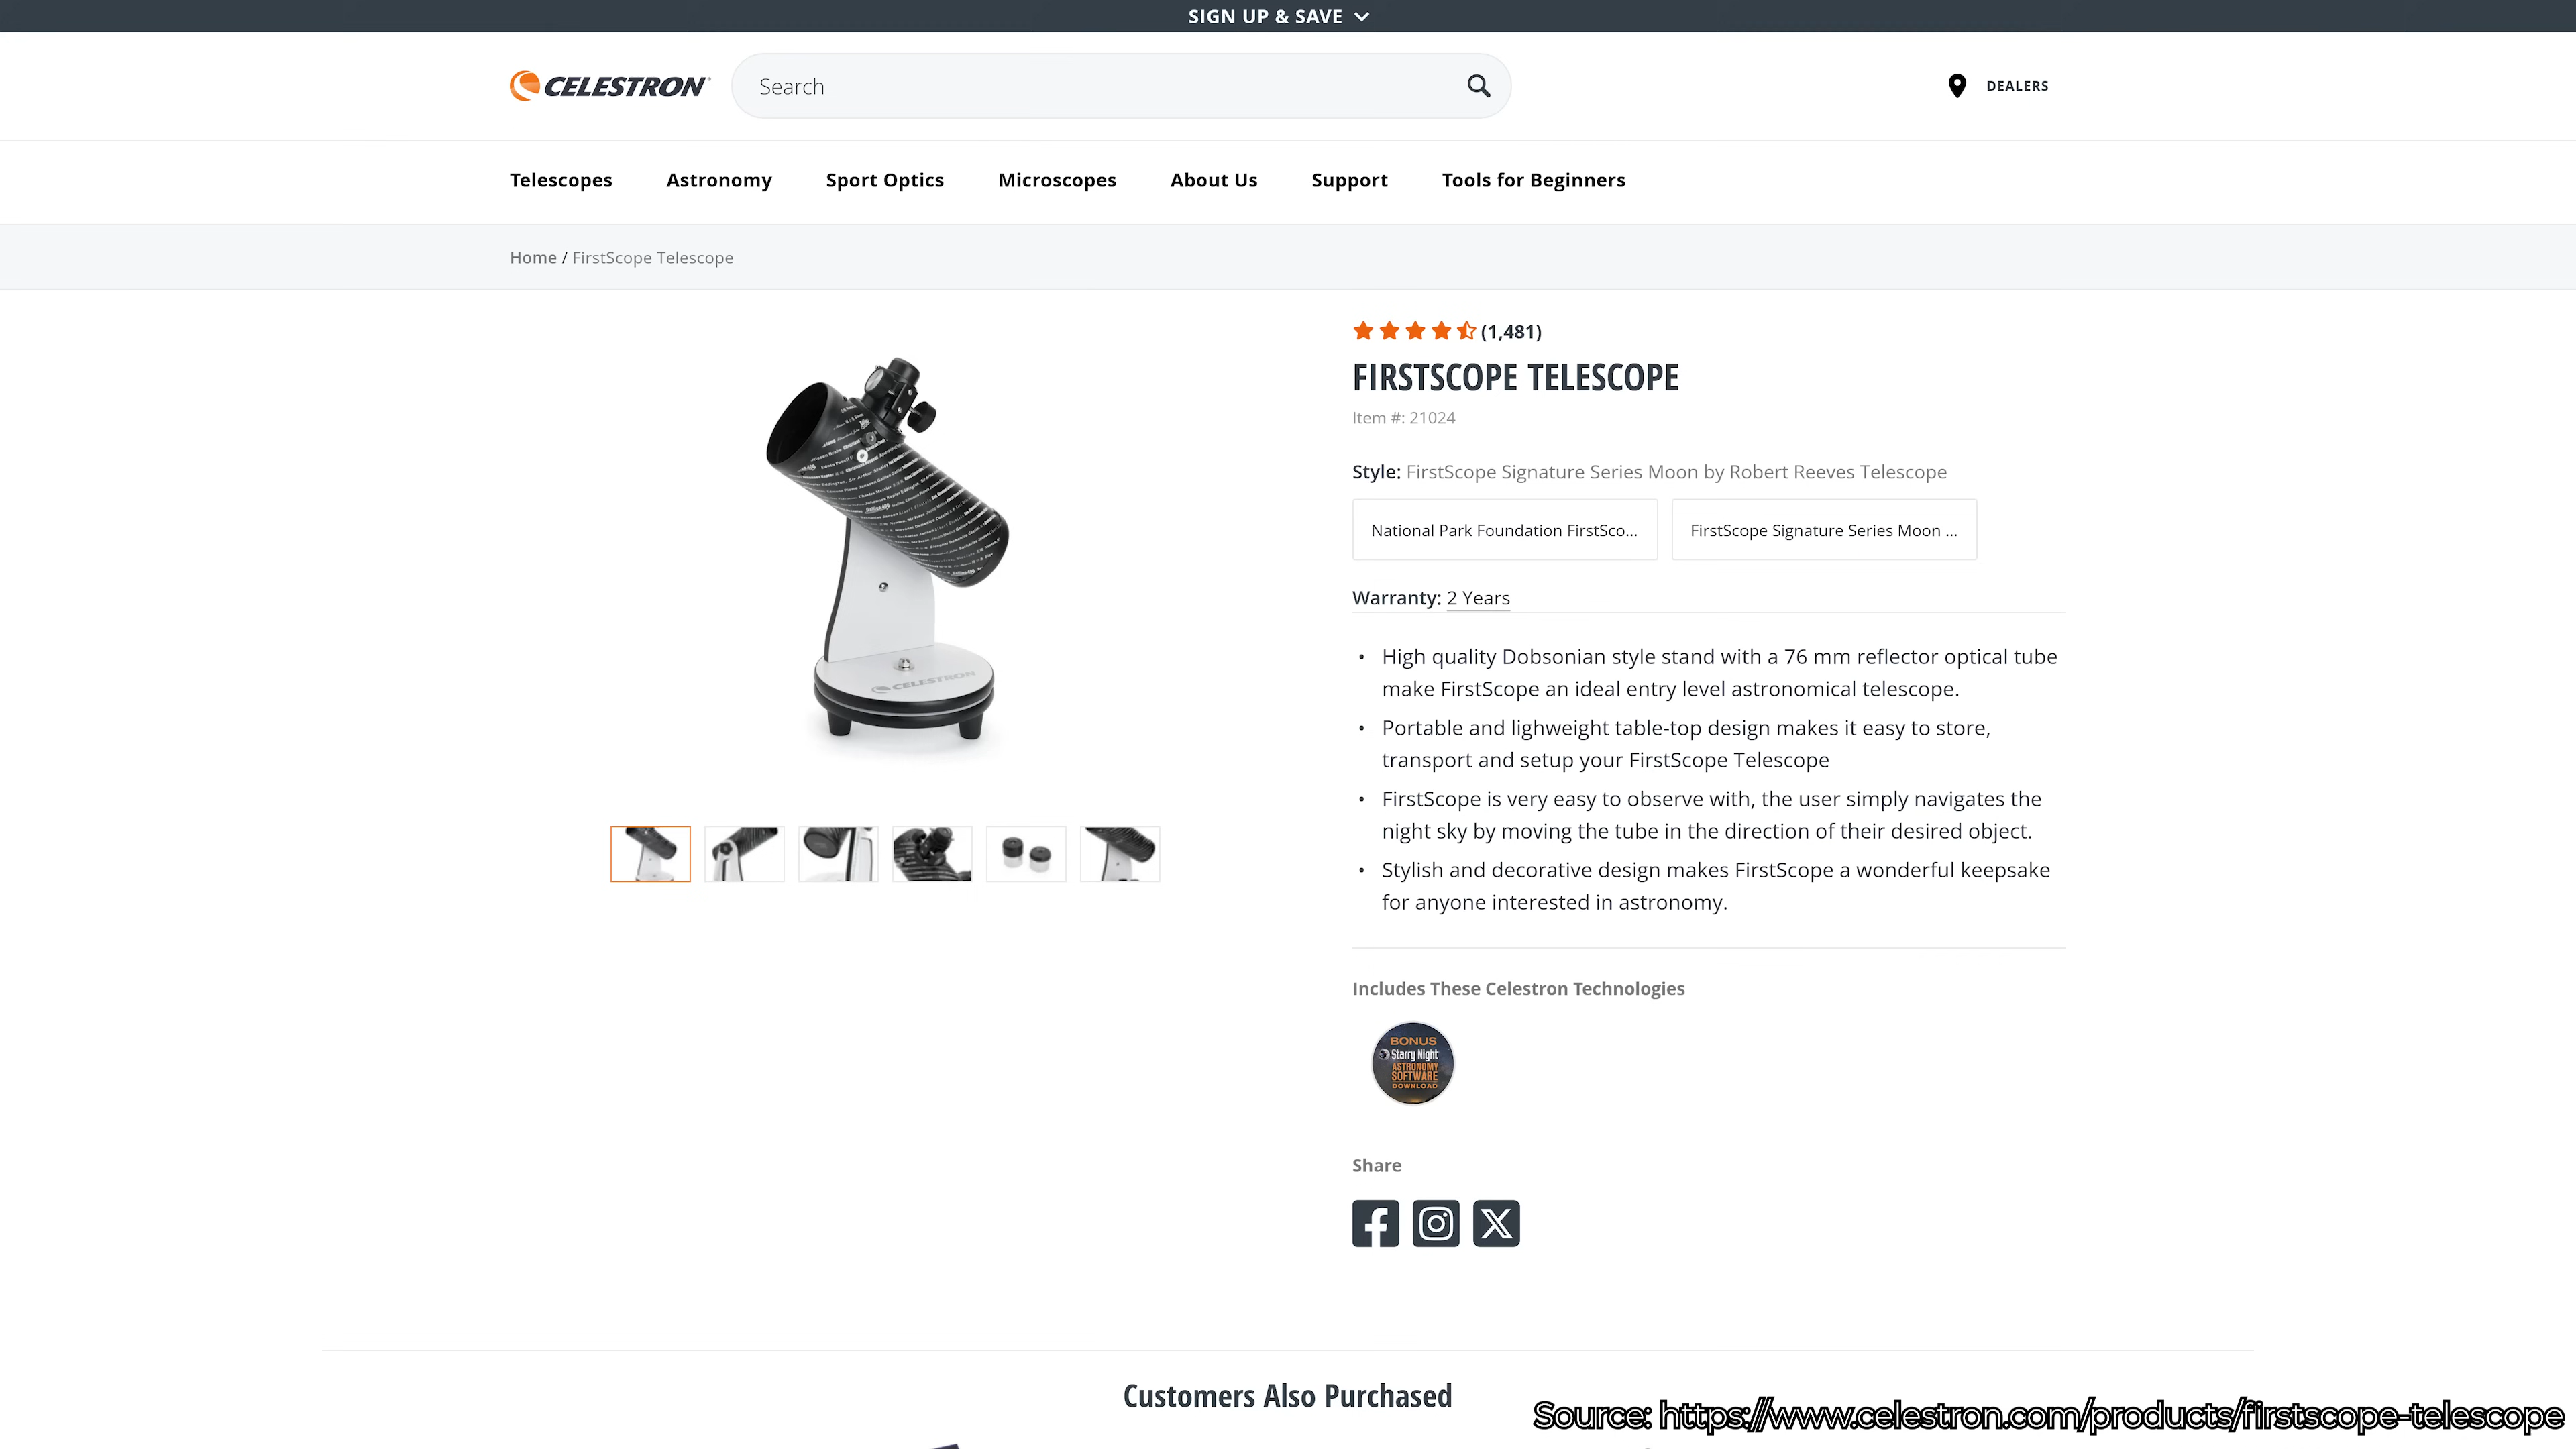 SIGN UP & SAVE
CELESTRON
Search
DEALERS
Telescopes Astronomy Sport Optics Microscopes About Us Support Tools for Beginners
Home / FirstScope Telescope
(1,481)
FIRSTSCOPE TELESCOPE
Item #: 21024
Style: FirstScope Signature Series Moon by Robert Reeves Telescope
National Park Foundation FirstSco... FirstScope Signature Series Moon ...
Warranty: 2 Years
• High quality Dobsonian style stand with a 76 mm reflector optical tube
make FirstScope an ideal entry level astronomical telescope.
• Portable and lighweight table-top design makes it easy to store,
transport and setup your FirstScope Telescope
• FirstScope is very easy to observe with, the user simply navigates the
night sky by moving the tube in the direction of their desired object.
• Stylish and decorative design makes FirstScope a wonderful keepsake
for anyone interested in astronomy.
CELESTRON
Includes These Celestron Technologies
BONUS
Starry Night
ASTRONOMY
SOFTWARE
DOWNLOAD
Share
Customers Also Purchased
Source: https://www.celestron.com/products/firstscope-telescope